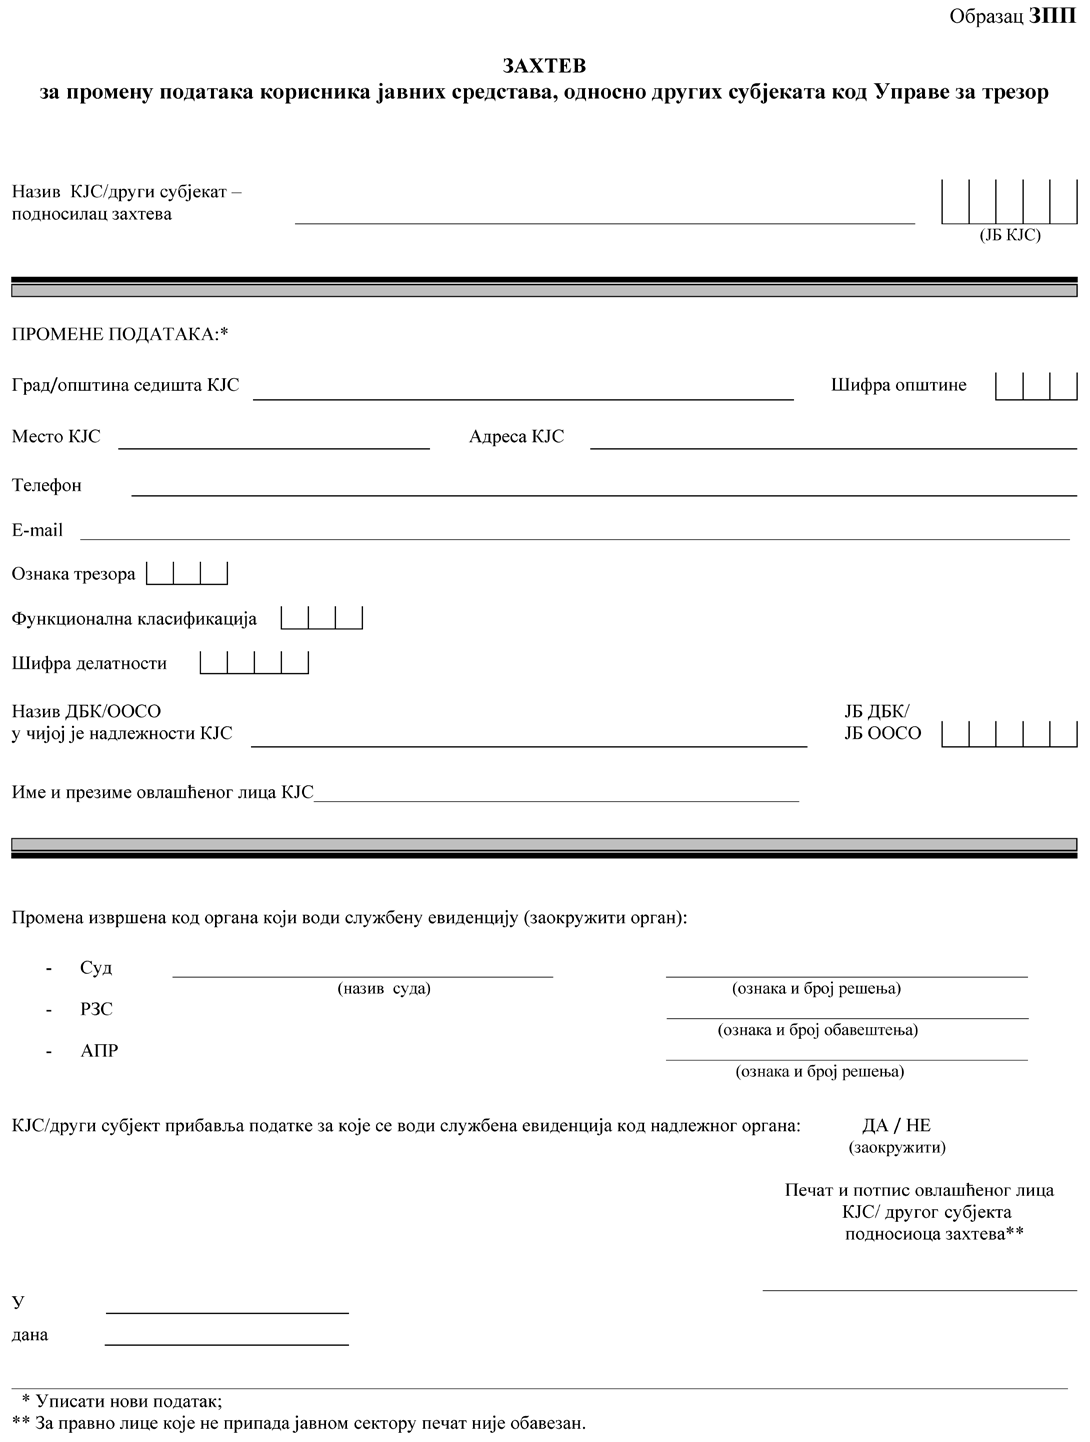 Образац ЗПП
ЗАХТЕВ
за промену података корисника јавних средстава, односно других субјеката код Управе за трезор
Назив КЈС/други субјекат –
подносилац захтева
(ЈБ КЈС)
ПРОМЕНЕ ПОДАТАКА:*
Град/општина седишта КЈС Шифра општине
Место КЈС Адреса КЈС
Телефон
E-mail
Ознака трезора
Функционална класификација
Шифра делатности
Назив ДБК/ООСО ЈБ ДБК/
у чијој је надлежности КЈС ЈБ ООСО
Име и презиме овлашћеног лица КЈС
Промена извршена код органа који води службену евиденцију (заокружити орган):
- Суд
(назив суда) (ознака и број решења)
- РЗС
(ознака и број обавештења)
- АПР
(ознака и број решења)
КЈС/други субјект прибавља податке за које се води службена евиденција код надлежног органа: ДА / НЕ
(заокружити)
Печат и потпис овлашћеног лица
КЈС/ другог субјекта
подносиоца захтева**
У
дана
* Уписати нови податак;
** За правно лице које не припада јавном сектору печат није обавезан.